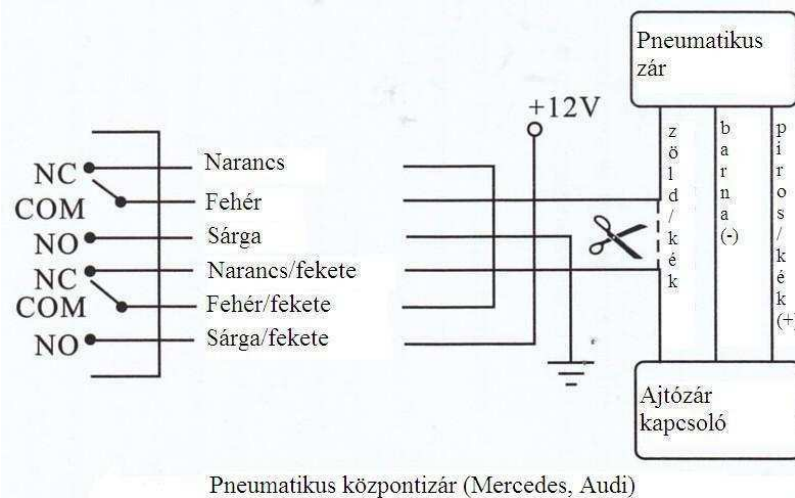 Pneumatikus
zár
+12V
NC
COM
NO
NC
COM
NO
Narancs
Fehér
Sárga
Narancs/fekete
Fehér/fekete
Sárga/fekete
zöld/kék
barna(-)
piros/kék(+)
Ajtózár
kapcsoló
Pneumatikus központizár (Mercedes, Audi)